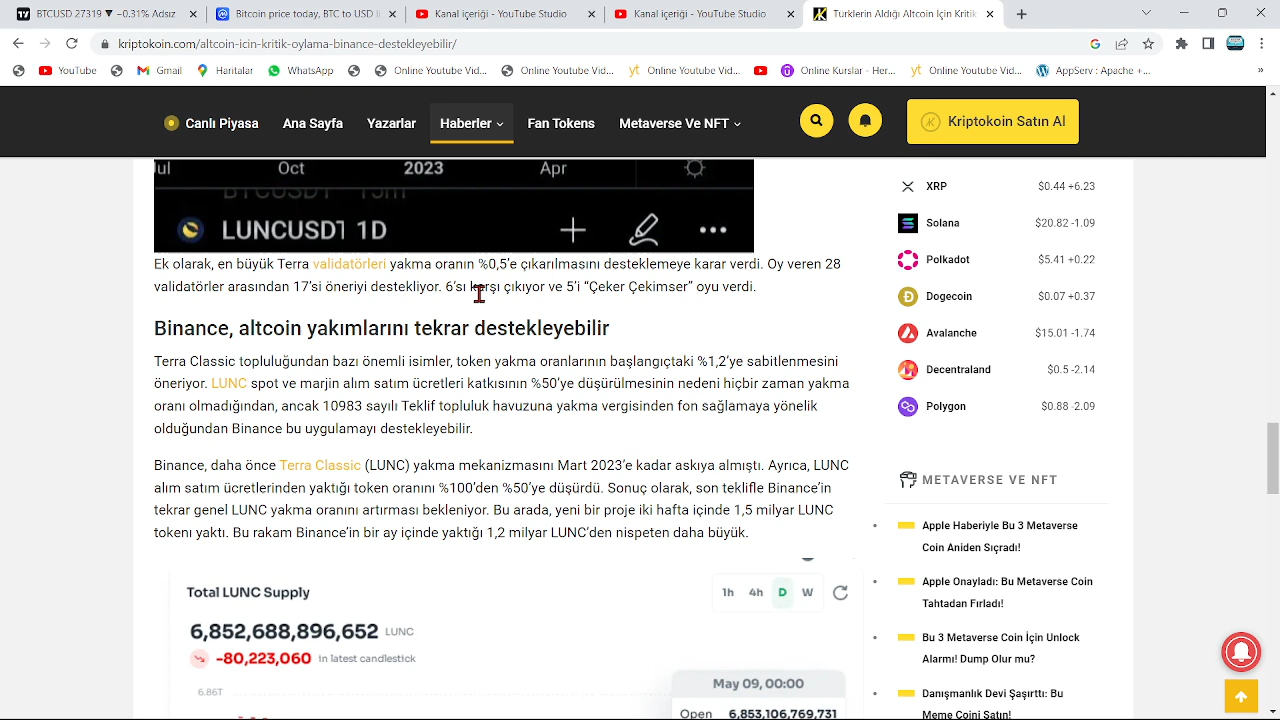 BTCUSD 27319 ▼ −0.31% Adsız
Bitcoin price today, BTC to USD li
Kanal içeriği - YouTube Studio
Kanal içeriği - YouTube Studio
Türklerin Aldığı Altcoin İçin Kritik
kriptokoin.com/altcoin-icin-kritik-oylama-binance-destekleyebilir/
YouTube
Gmail
Haritalar
WhatsApp
Online Youtube Vid...
Online Youtube Vid...
Online Youtube Vid...
Online Kurslar - Her...
Online Youtube Vid...
AppServ : Apache + ...
»
Canlı Piyasa
Ana Sayfa
Yazarlar
Haberler
Fan Tokens
Metaverse Ve NFT
Kriptokoin Satın Al
Jul Oct 2023 Apr
BTCUSDT 15m
LUNCUSDT 1D
Ek olarak, en büyük Terra validatörleri yakma oranın %0,5’e çıkarılmasını desteklemeye karar verdi. Oy veren 28
validatörler arasından 17’si öneriyi destekliyor. 6’sı karşı çıkıyor ve 5’i “Çeker Çekimser” oyu verdi.
Binance, altcoin yakımlarını tekrar destekleyebilir
Terra Classic topluluğundan bazı önemli isimler, token yakma oranlarının başlangıçtaki %1,2’ye sabitlenmesini
öneriyor. LUNC spot ve marjin alım satım ücretleri katkısının %50’ye düşürülmesinin nedeni hiçbir zaman yakma
oranı olmadığından, ancak 10983 sayılı Teklif topluluk havuzuna yakma vergisinden fon sağlamaya yönelik
olduğundan Binance bu uygulamayı destekleyebilir.
Binance, daha önce Terra Classic (LUNC) yakma mekanizmasını Mart 2023’e kadar askıya almıştı. Ayrıca, LUNC
alım satım ücretlerinden yaktığı token oranını %100’den %50’ye düşürdü. Sonuç olarak, son teklifle Binance’in
tekrar genel LUNC yakma oranını artırması bekleniyor. Bu arada, yeni bir proje iki hafta içinde 1,5 milyar LUNC
tokenı yaktı. Bu rakam Binance’in bir ay içinde yaktığı 1,2 milyar LUNC’den nispeten daha büyük.
Total LUNC Supply
1h 4h D W
6,852,688,896,652 LUNC
-80,223,060 in latest candlestick
6.86T
May 09, 00:00
Open 6,853,106,769,731
XRP $0.44 +6.23
Solana $20.82 -1.09
Polkadot $5.41 +0.22
Dogecoin $0.07 +0.37
Avalanche $15.01 -1.74
Decentraland $0.5 -2.14
Polygon $0.88 -2.09
METAVERSE VE NFT
Apple Haberiyle Bu 3 Metaverse
Coin Aniden Sıçradı!
Apple Onayladı: Bu Metaverse Coin
Tahtadan Fırladı!
Bu 3 Metaverse Coin İçin Unlock
Alarmı! Dump Olur mu?
Danışmanlık Devi Şaşırttı: Bu
Meme Coini Satın!